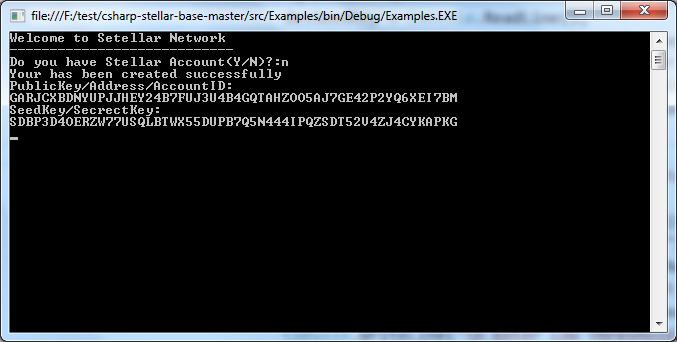 file:///F:/test/csharp-stellar-base-master/src/Examples/bin/Debug/Examples.EXE
Welcome to Setellar Network
----------------------------
Do you have Stellar Account(Y/N)?:n
Your has been created successfully
PublicKey/Address/AccountID:
GARJCXBDNYUPJJHEY24B7FUJ3U4B4GQTAHZOO5AJ7GE42P2YQ6XEI7BM
SeedKey/SecrectKey:
SDBP3D4OERZW77USQLBTWX55DUPB7Q5N444IPQZSDT52V4ZJ4CYKAPKG